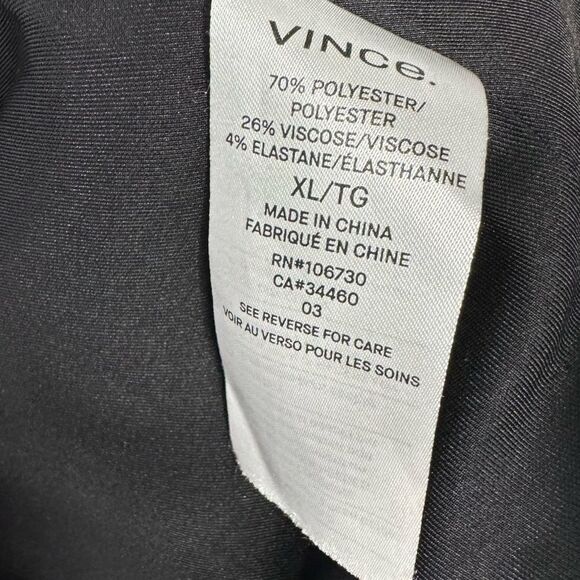 VINCe.
70% POLYESTER/
POLYESTER
26% VISCOSE/VISCOSE
4% ELASTANE/ÉLASTHANNE
XL/TG
MADE IN CHINA
FABRIQUÉ EN CHINE
RN#106730
CA#34460
03
SEE REVERSE FOR CARE
VOIR AU VERSO POUR LES SOINS